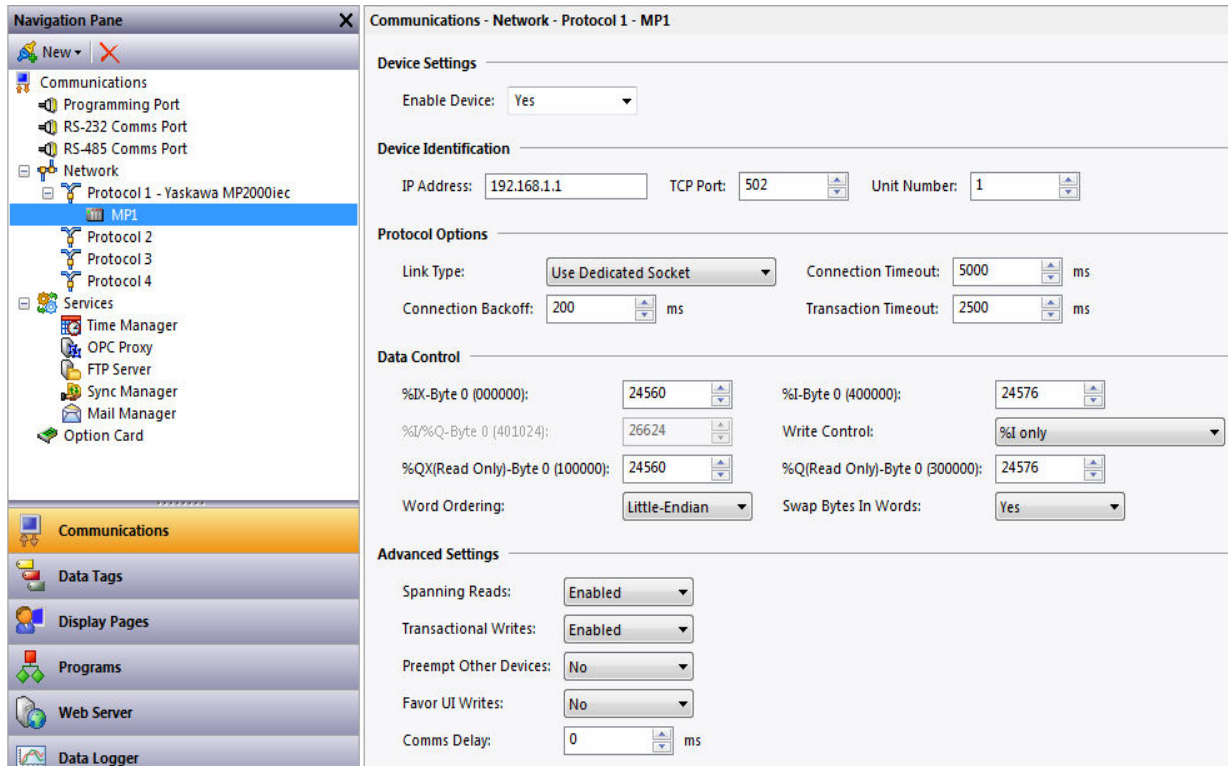 Navigation Pane
New
Communications
Programming Port
RS-232 Comms Port
RS-485 Comms Port
Network
Protocol 1 - Yaskawa MP2000iec
MP1
Protocol 2
Protocol 3
Protocol 4
Services
Time Manager
OPC Proxy
FTP Server
Sync Manager
Mail Manager
Option Card
Communications
Data Tags
Display Pages
Programs
Web Server
Data Logger
Communications - Network - Protocol 1 - MP1
Device Settings
Enable Device: Yes
Device Identification
IP Address: 192.168.1.1 TCP Port: 502 Unit Number: 1
Protocol Options
Link Type: Use Dedicated Socket Connection Timeout: 5000 ms
Connection Backoff: 200 ms Transaction Timeout: 2500 ms
Data Control
%IX-Byte 0 (000000): 24560 %I-Byte 0 (400000): 24576
%I/%Q-Byte 0 (401024): 26624 Write Control: %I only
%QX(Read Only)-Byte 0 (100000): 24560 %Q(Read Only)-Byte 0 (300000): 24576
Word Ordering: Little-Endian Swap Bytes In Words: Yes
Advanced Settings
Spanning Reads: Enabled
Transactional Writes: Enabled
Preempt Other Devices: No
Favor UI Writes: No
Comms Delay: 0 ms